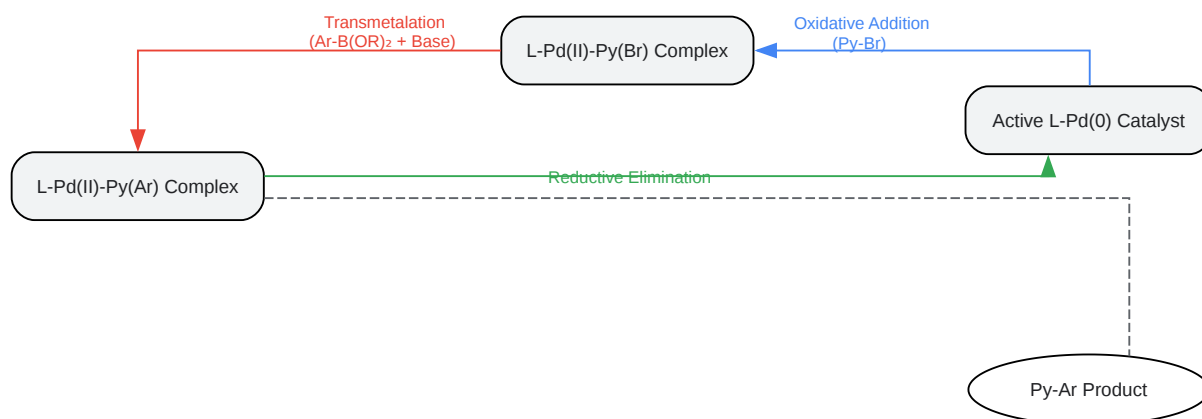 Transmetalation
(Ar-B(OR)₂ + Base)
Oxidative Addition
(Py-Br)
L-Pd(II)-Py(Br) Complex
Active L-Pd(0) Catalyst
L-Pd(II)-Py(Ar) Complex
Reductive Elimination
Py-Ar Product